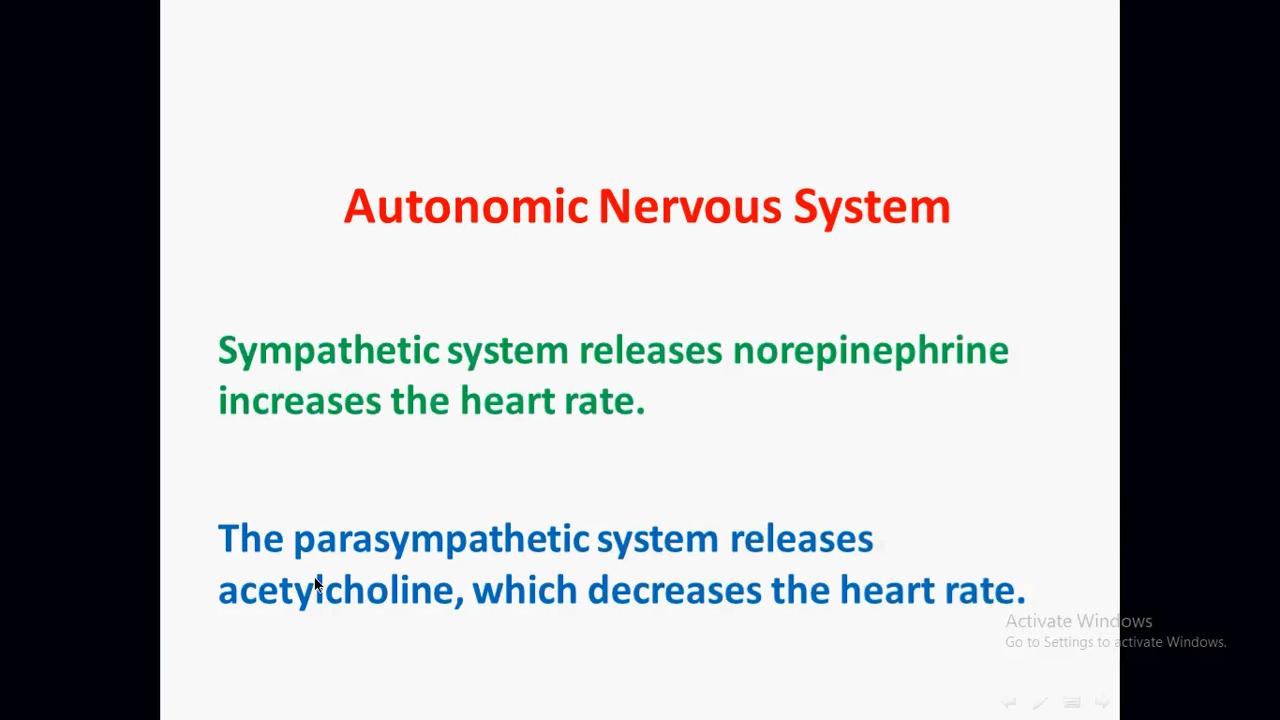 Autonomic Nervous System
Sympathetic system releases norepinephrine
increases the heart rate.
The parasympathetic system releases
acetylcholine, which decreases the heart rate.
Activate Windows
Go to Settings to activate Windows.